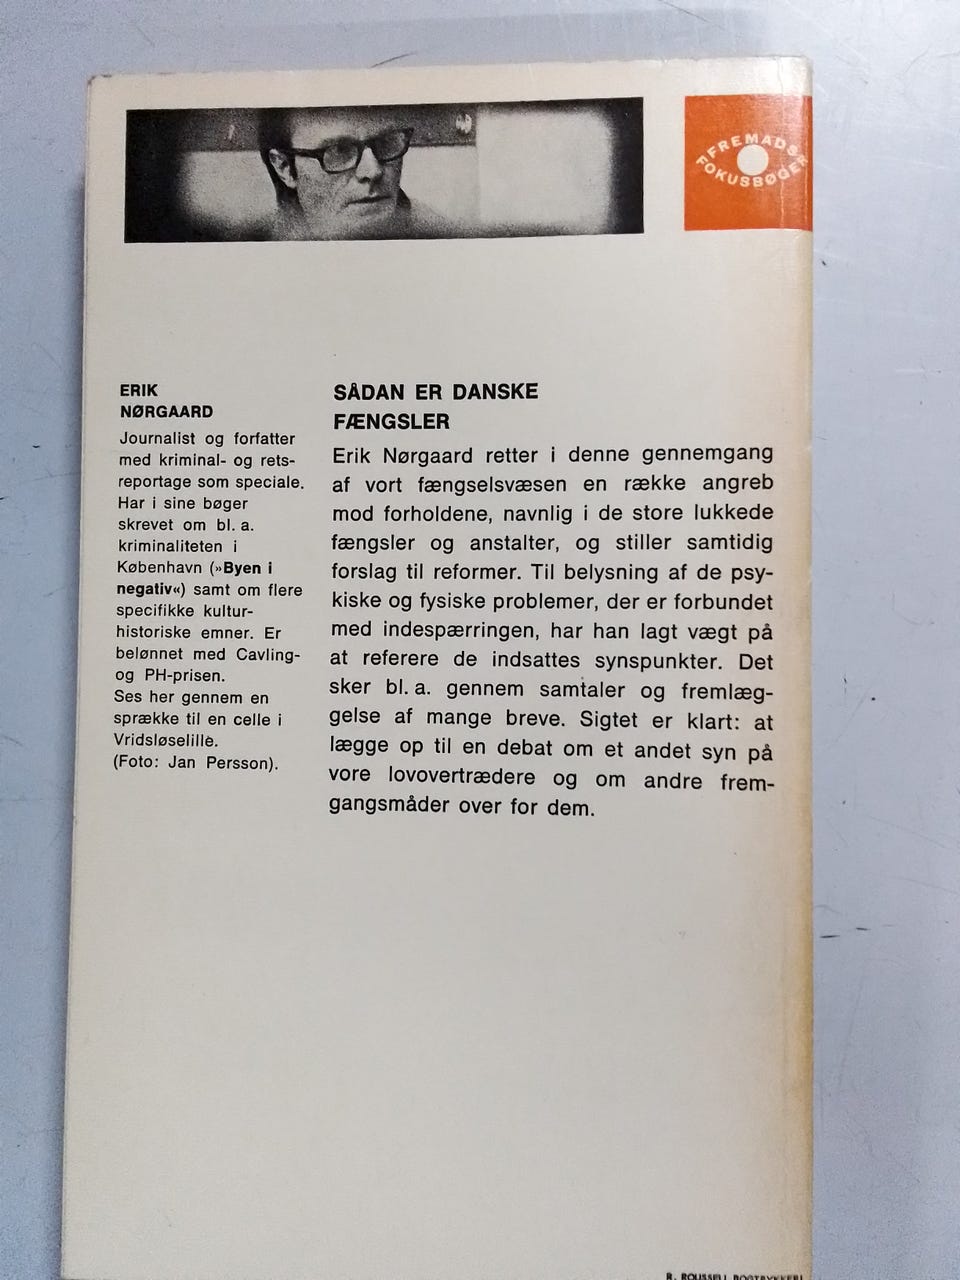 FREMADS
FOKUSBØGER
ERIK
NØRGAARD
Journalist og forfatter
med kriminal- og rets-
reportage som speciale.
Har i sine bøger
skrevet om bl. a.
kriminaliteten i
København (»Byen i
negativ«) samt om flere
specifikke kultur-
historiske emner. Er
belønnet med Cavling-
og PH-prisen.
Ses her gennem en
sprække til en celle i
Vridsløselille.
(Foto: Jan Persson).
SÅDAN ER DANSKE
FÆNGSLER
Erik Nørgaard retter i denne gennemgang
af vort fængselsvæsen en række angreb
mod forholdene, navnlig i de store lukkede
fængsler og anstalter, og stiller samtidig
forslag til reformer. Til belysning af de psy-
kiske og fysiske problemer, der er forbundet
med indespærringen, har han lagt vægt på
at referere de indsattes synspunkter. Det
sker bl. a. gennem samtaler og fremlæg-
gelse af mange breve. Sigtet er klart: at
lægge op til en debat om et andet syn på
vore lovovertrædere og om andre frem-
gangsmåder over for dem.
R. ROUSSELL BOGTRYKKERI